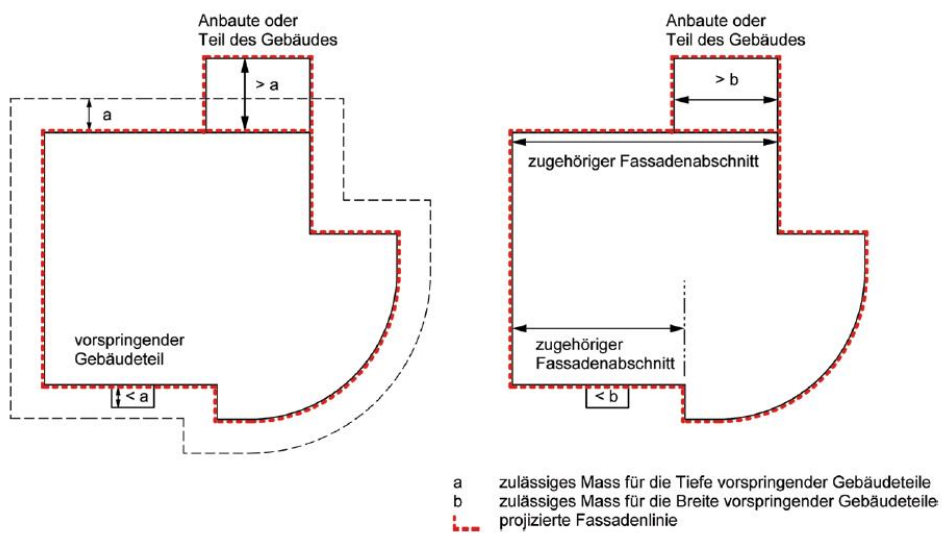 Anbaute oder
Teil des Gebäudes
> a
a
vorspringender
Gebäudeteil
< a
Anbaute oder
Teil des Gebäudes
> b
zugehöriger Fassadenabschnitt
zugehöriger
Fassadenabschnitt
< b
a zulässiges Mass für die Tiefe vorspringender Gebäudeteile
b zulässiges Mass für die Breite vorspringender Gebäudeteile
projizierte Fassadenlinie